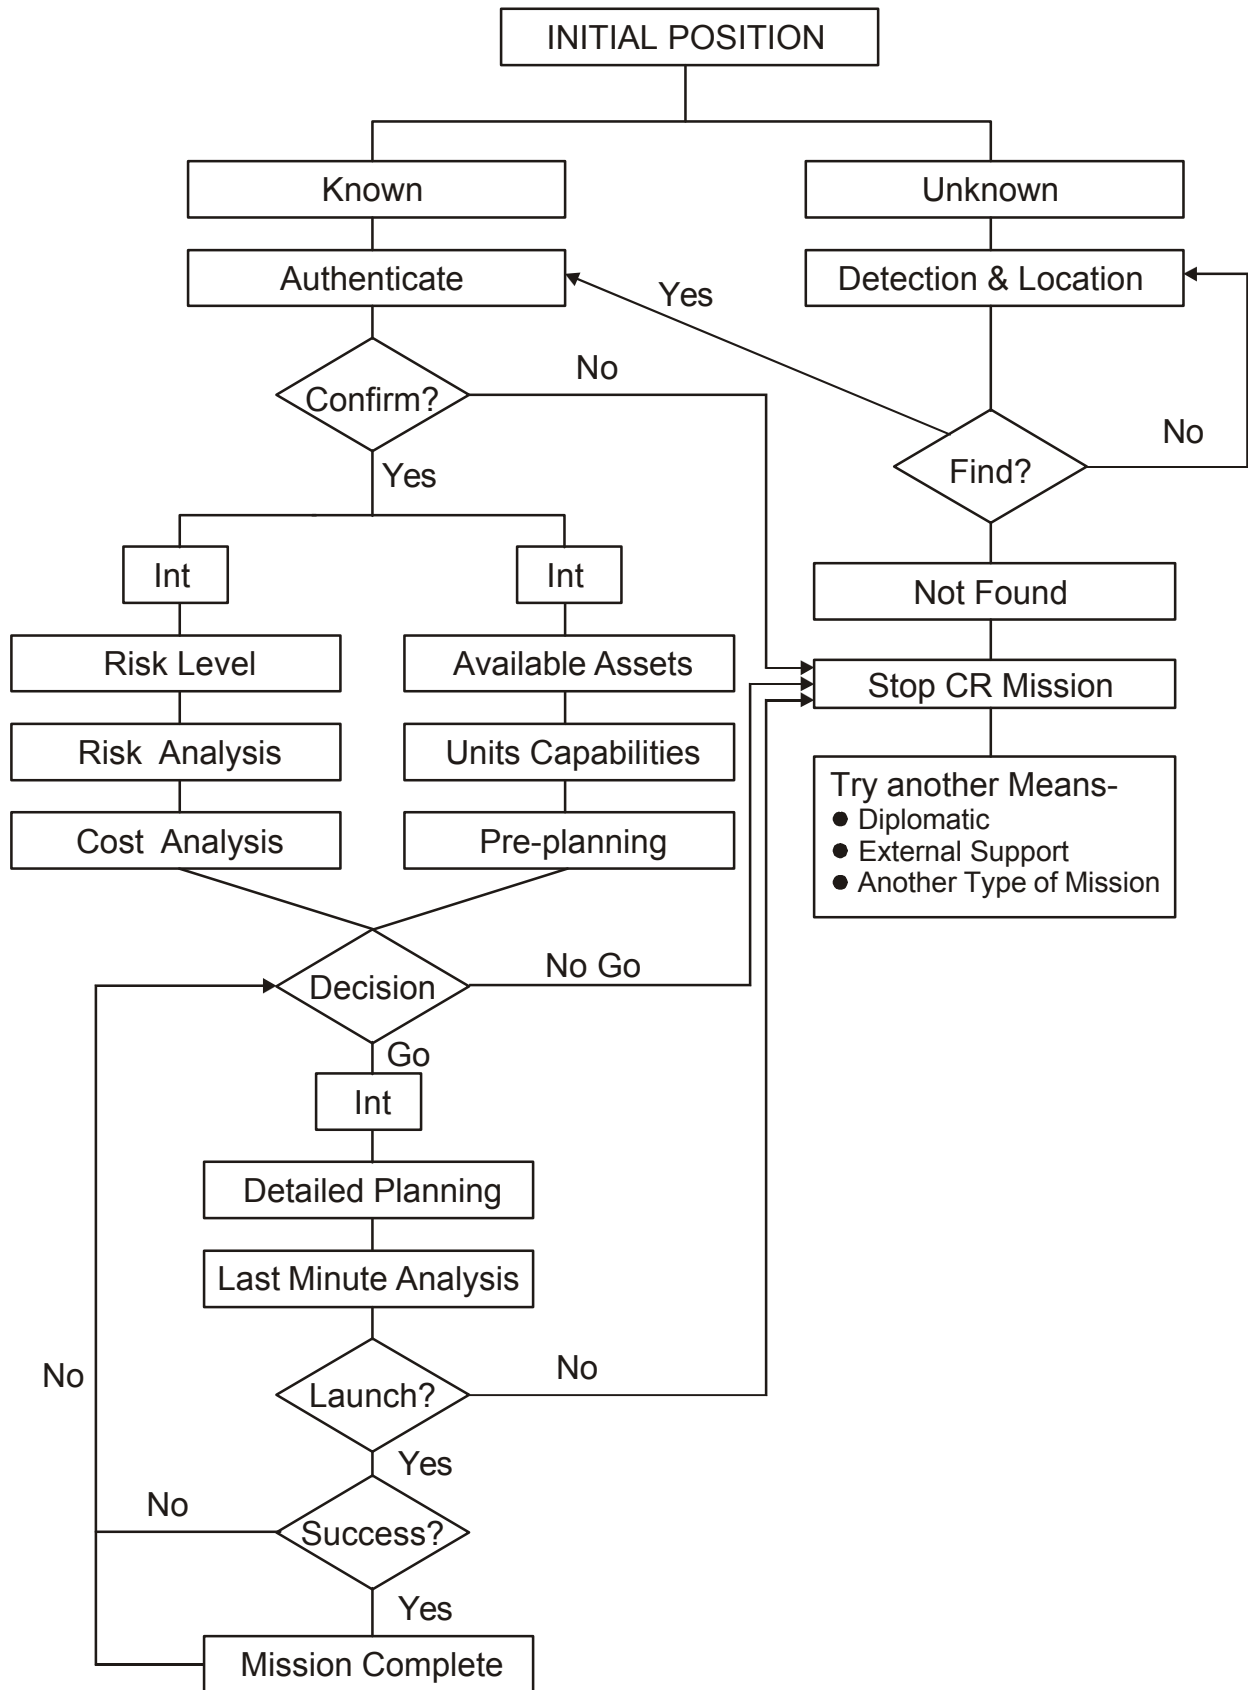 INITIAL POSITION
Known
Unknown
Authenticate
Detection & Location
Yes
No
Confirm?
No
Find?
Yes
Int
Int
Not Found
Risk Level
Available Assets
Stop CR Mission
Risk Analysis
Units Capabilities
Try another Means-
● Diplomatic
● External Support
● Another Type of Mission
Cost Analysis
Pre-planning
Decision
No Go
Go
Int
Detailed Planning
Last Minute Analysis
No
Launch?
No
Yes
No
Success?
Yes
Mission Complete